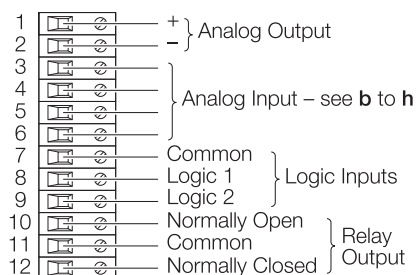 1 + Analog Output
2 –
3
4 Analog Input – see b to h
5
6
7 Common
8 Logic 1 Logic Inputs
9 Logic 2
10 Normally Open
11 Common Relay
12 Normally Closed Output